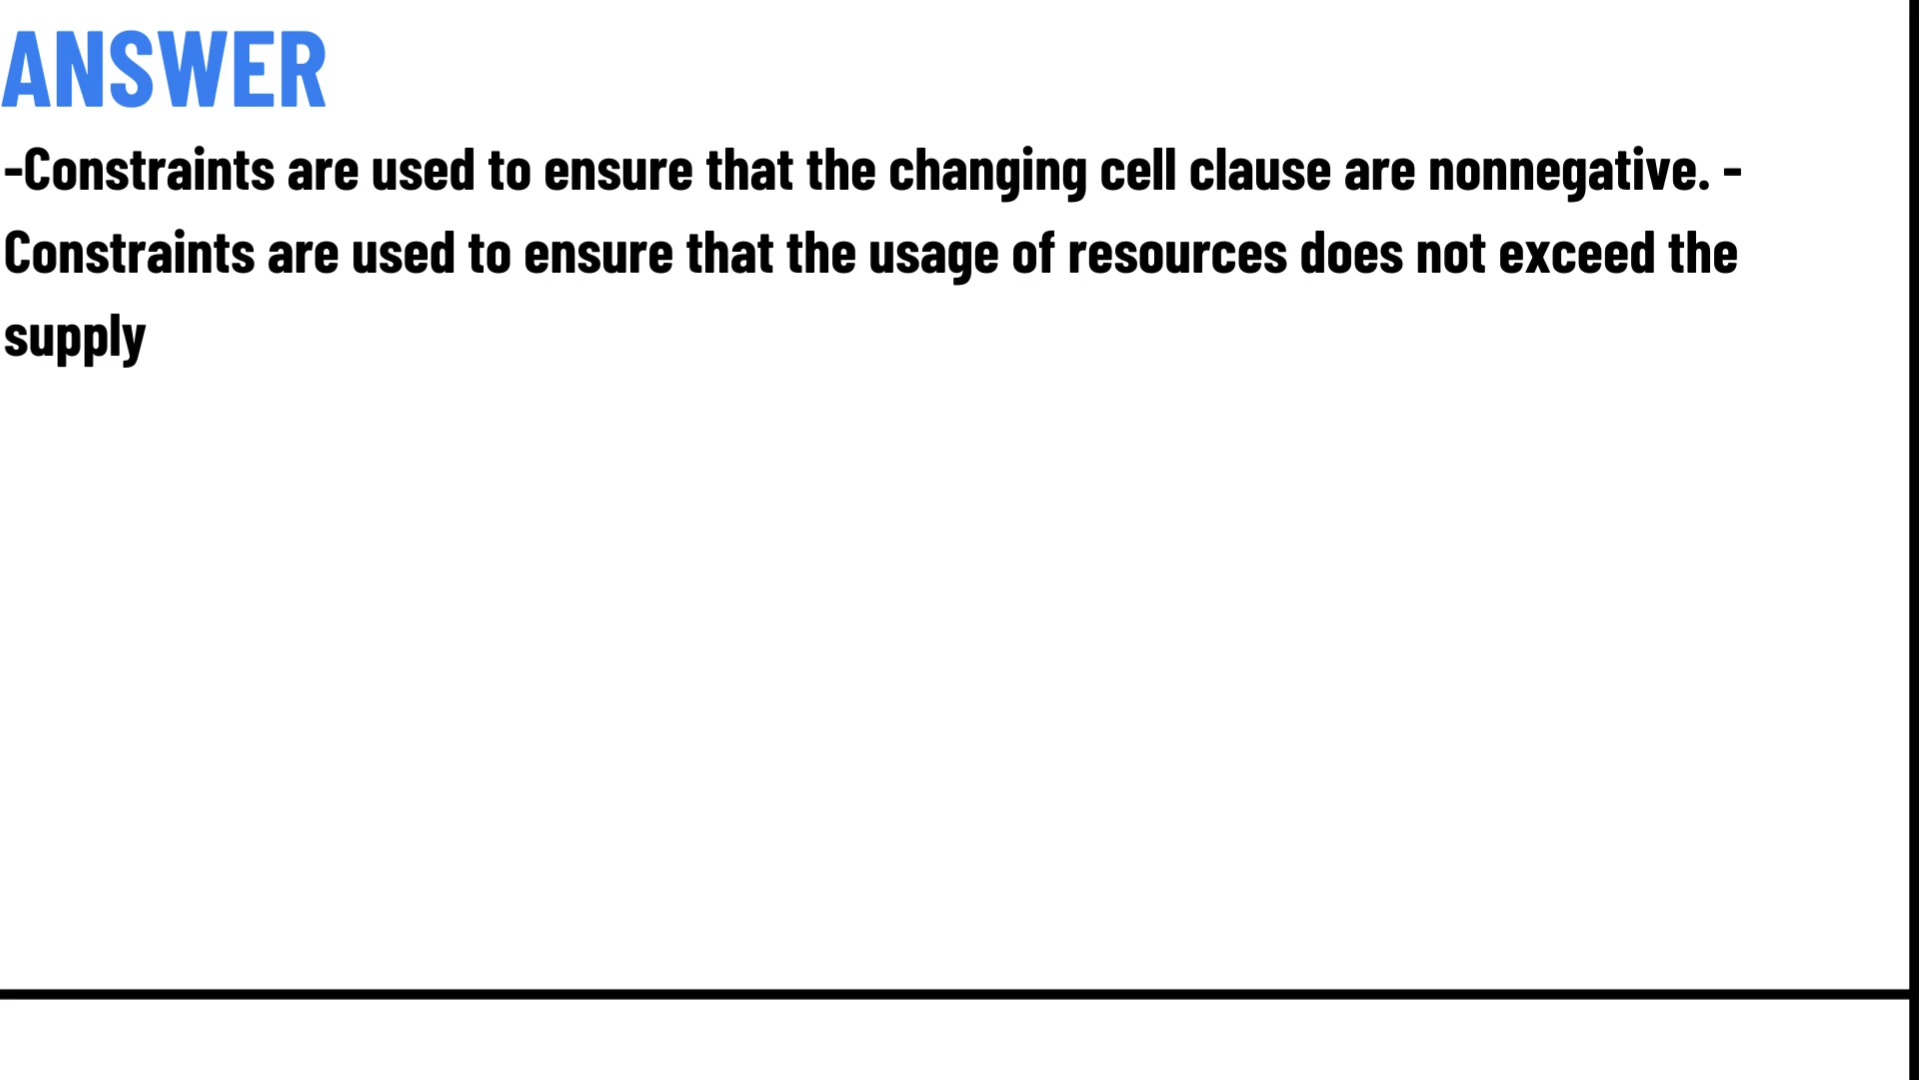 ANSWER
-Constraints are used to ensure that the changing cell clause are nonnegative. -
Constraints are used to ensure that the usage of resources does not exceed the
supply